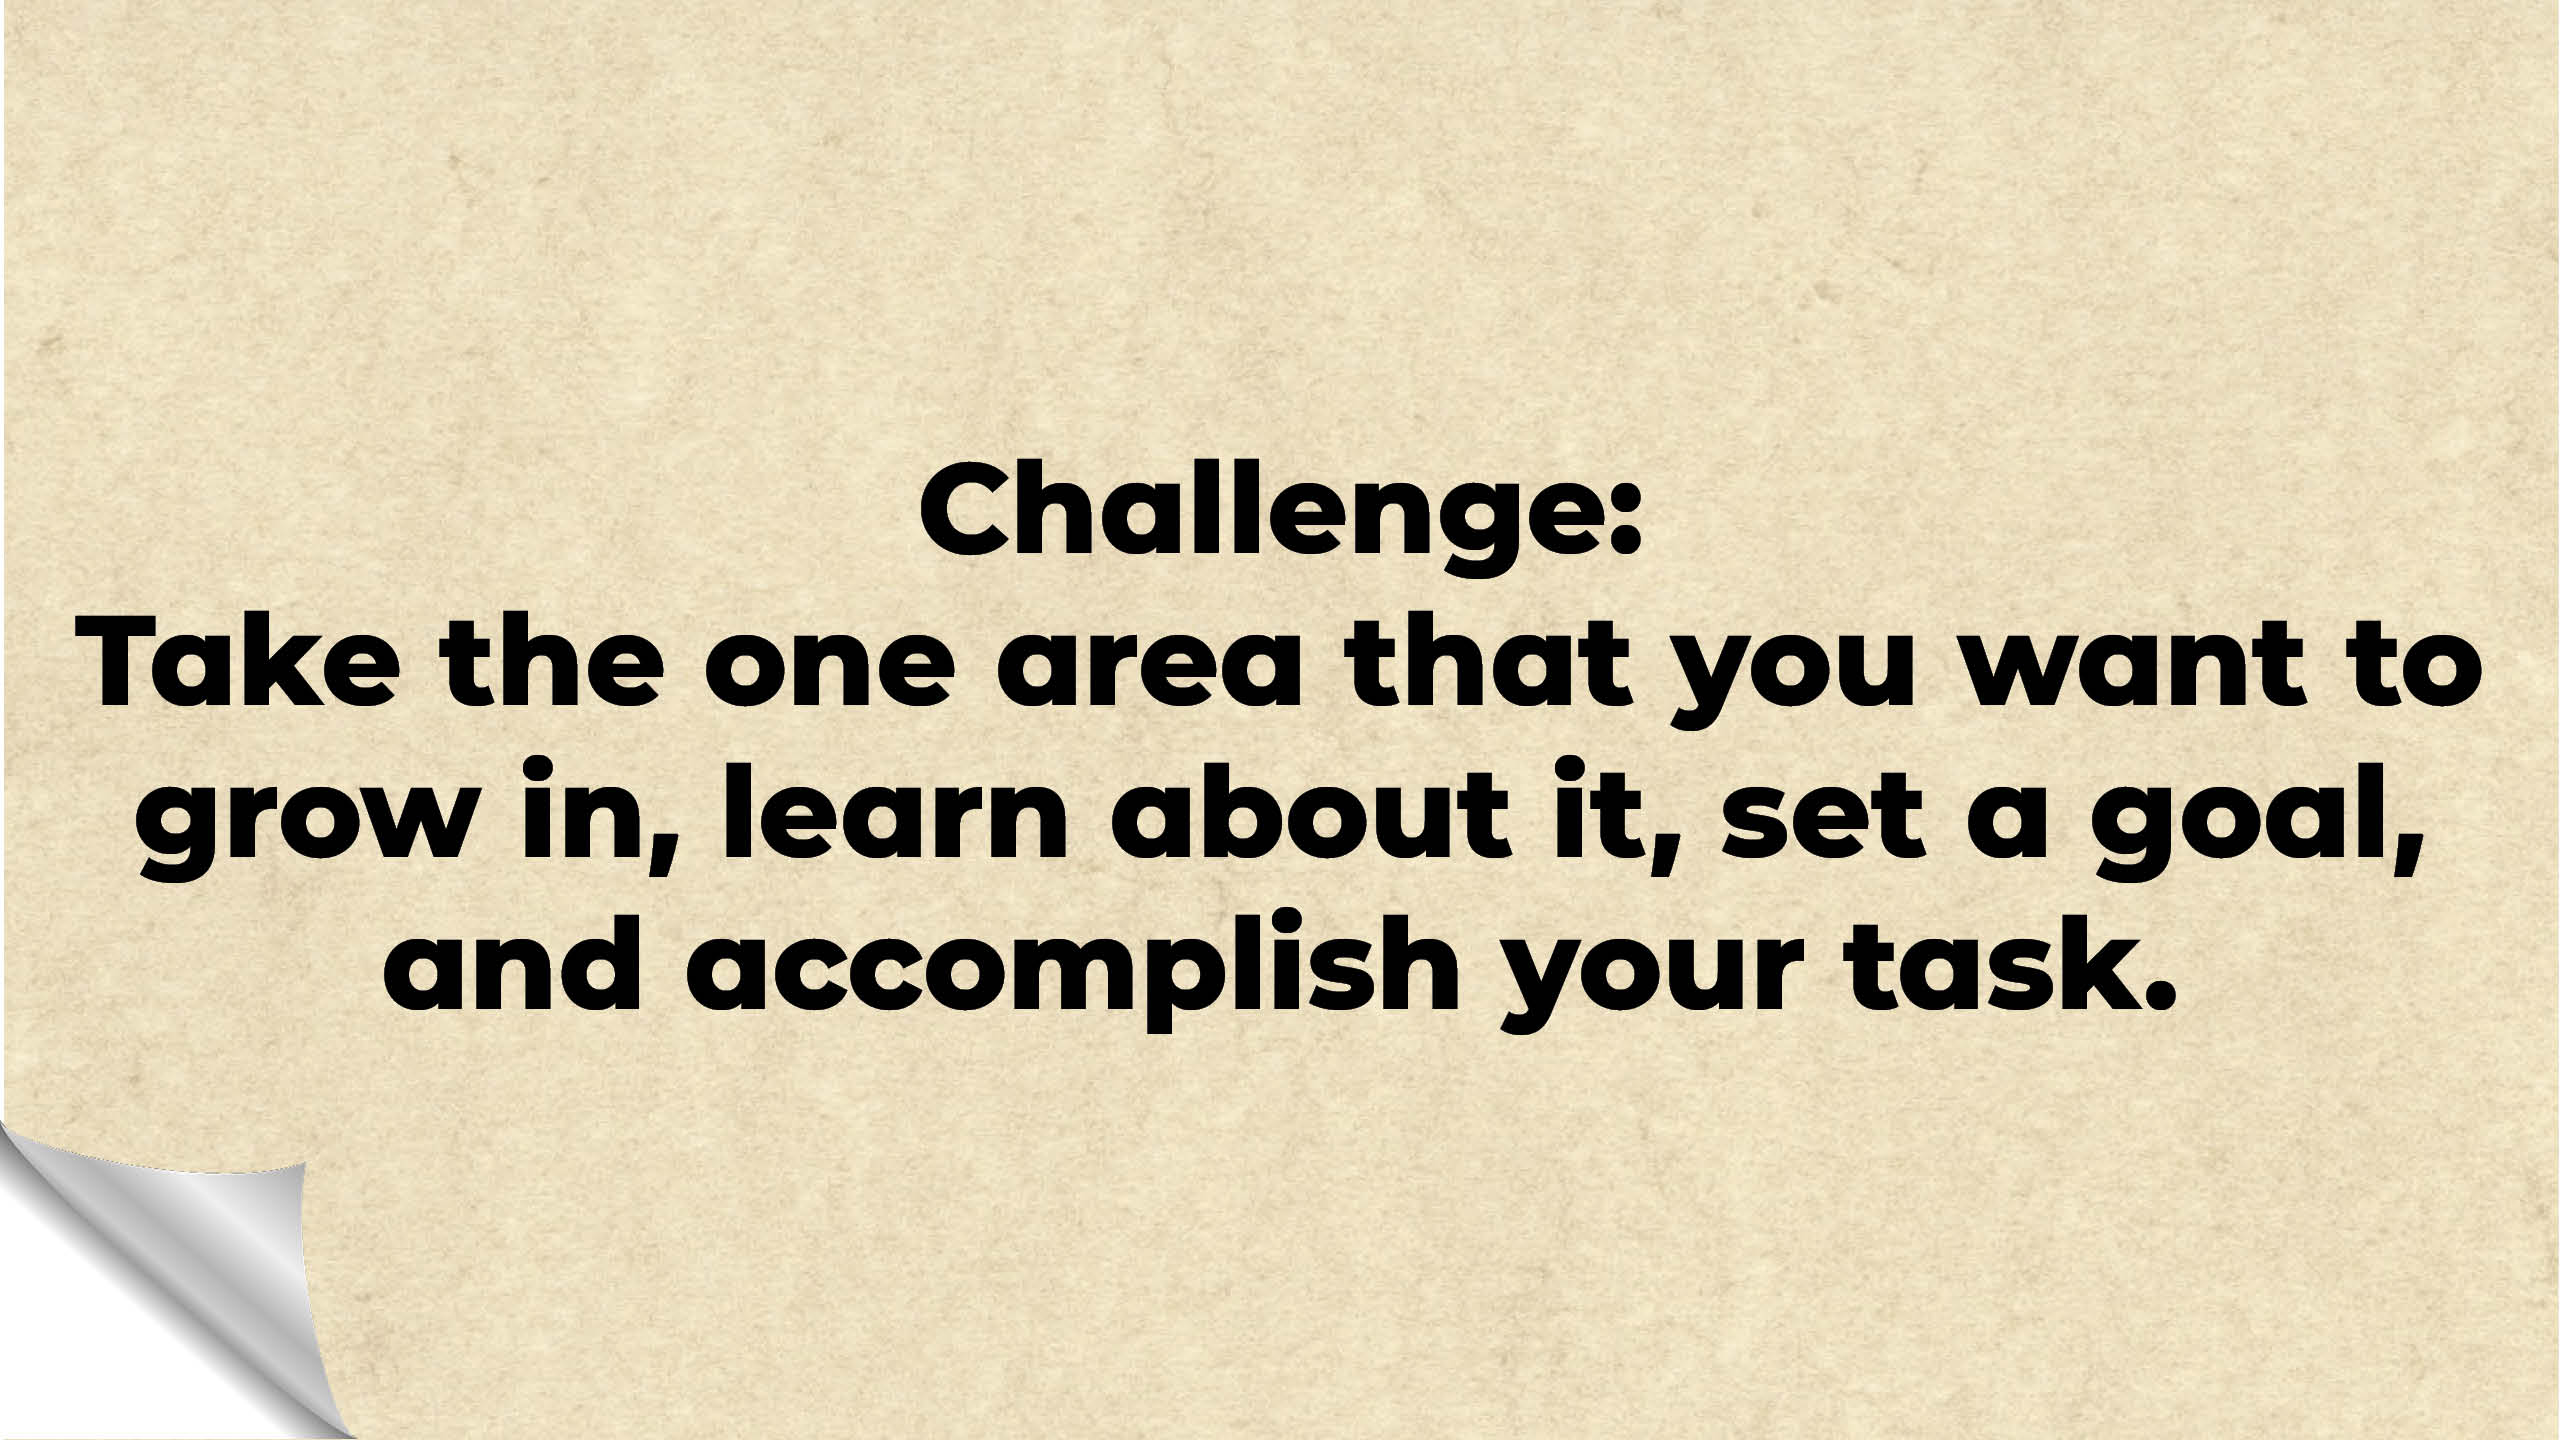 Challenge:
Take the one area that you want to
grow in, learn about it, set a goal,
and accomplish your task.